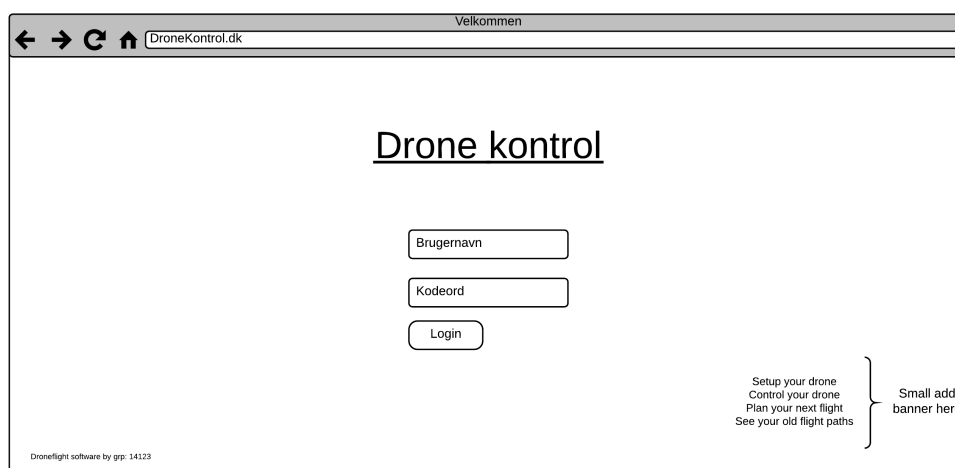 Velkommen
DroneKontrol.dk
Drone kontrol
Brugernavn
Kodeord
Login
Setup your drone
Control your drone
Plan your next flight
See your old flight paths
Small add
banner her
Droneflight software by grp: 14123